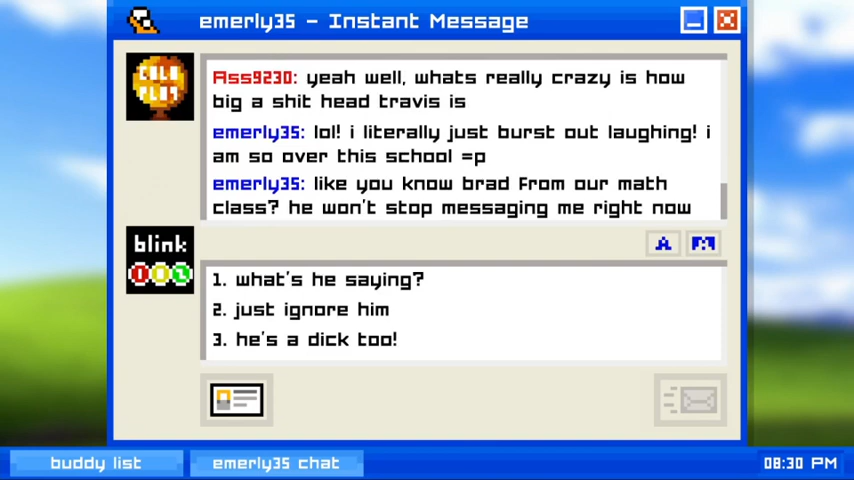 emerly35 - Instant Message
COLD
PLAY
Ass9230: yeah well, whats really crazy is how
big a shit head travis is
emerly35: lol! i literally just burst out laughing! i
am so over this school =p
emerly35: like you know brad from our math
class? he won't stop messaging me right now
A
blink
182
1. what's he saying?
2. just ignore him
3. he's a dick too!
buddy list
emerly35 chat
08:30 PM